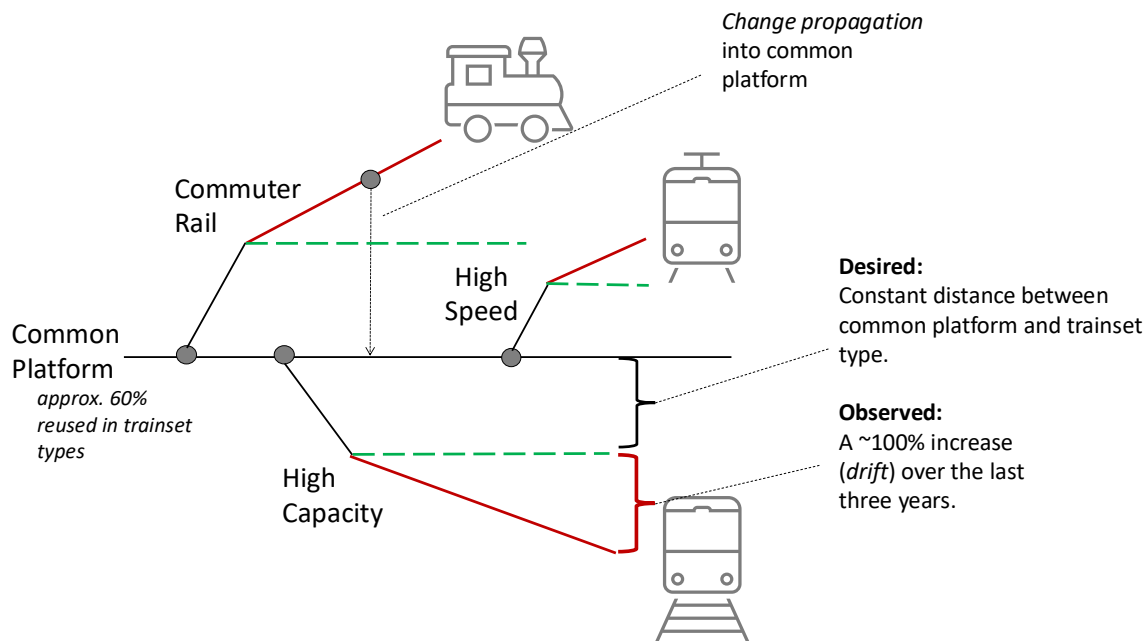 Change propagation
into common
platform
Commuter
Rail
High
Speed
Desired:
Constant distance between
common platform and trainset
type.
Common
Platform
approx. 60%
reused in trainset
types
Observed:
A ~100% increase
(drift) over the last
three years.
High
Capacity